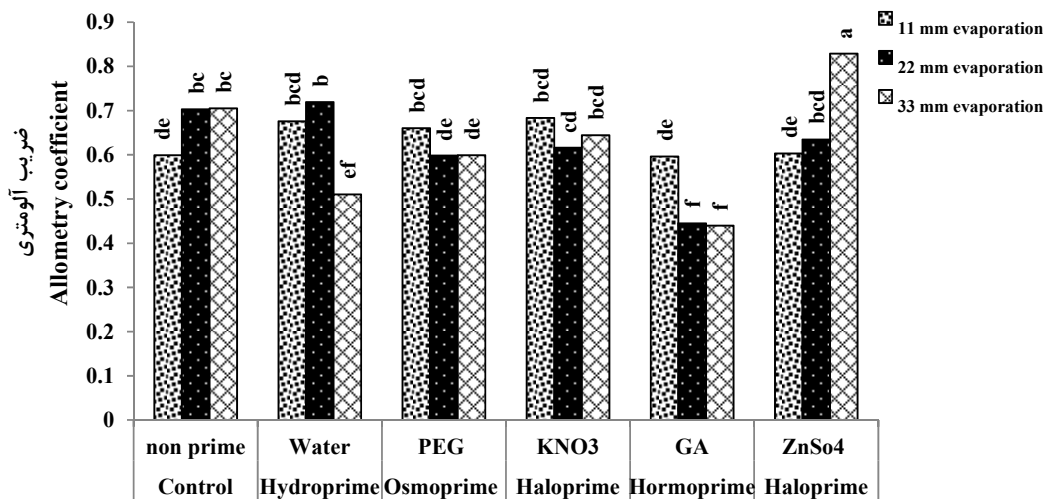 ضریب آلومتری
Allometry coefficient
0.9
0.8
0.7
0.6
0.5
0.4
0.3
0.2
0.1
0
de bc bc
bcd b ef
bcd de de
bcd cd bcd
de f f
de bcd a
11 mm evaporation
22 mm evaporation
33 mm evaporation
non prime Water PEG KNO3 GA ZnSo4
Control Hydroprime Osmoprime Haloprime Hormoprime Haloprime